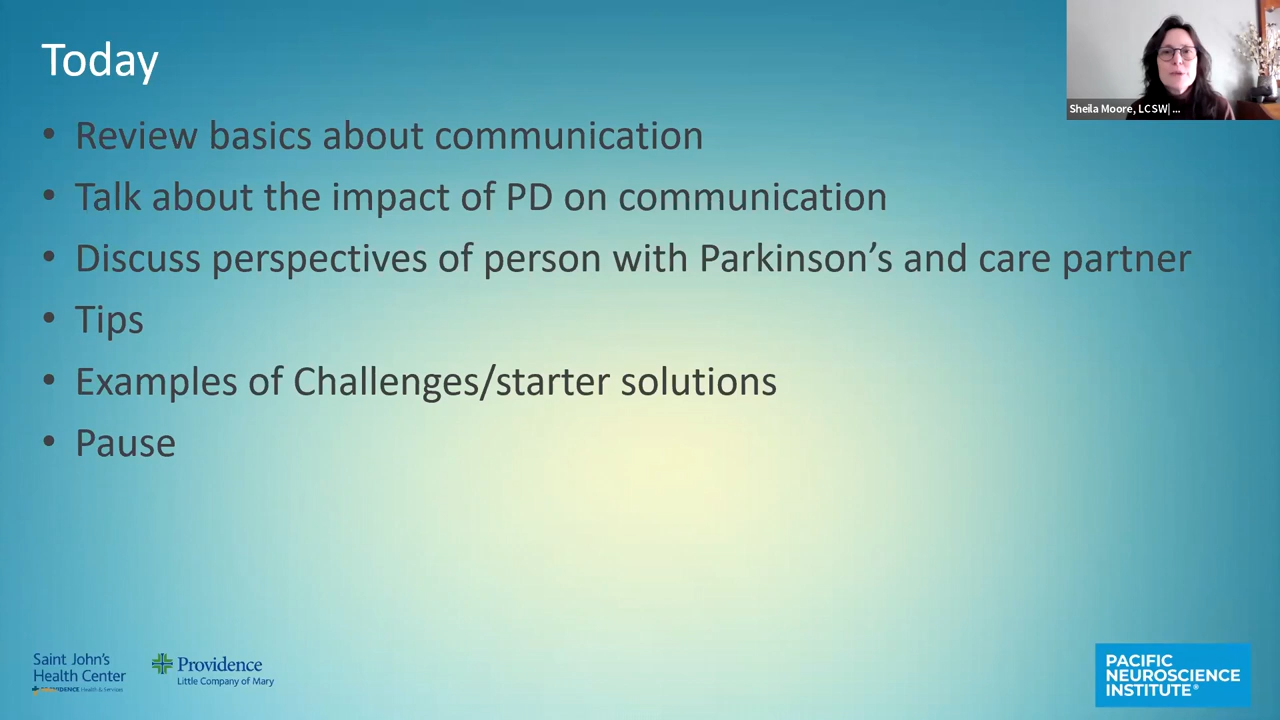 Today
Sheila Moore, LCSW| ...
• Review basics about communication
• Talk about the impact of PD on communication
• Discuss perspectives of person with Parkinson’s and care partner
• Tips
• Examples of Challenges/starter solutions
• Pause
Saint John's
Health Center
PROVIDENCE Health & Services
Providence
Little Company of Mary
PACIFIC
NEUROSCIENCE
INSTITUTE®